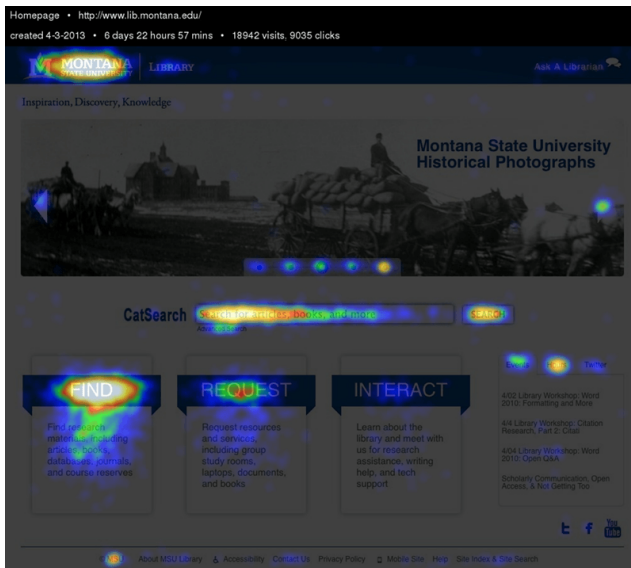 Homepage • http://www.lib.montana.edu/
created 4-3-2013 • 6 days 22 hours 57 mins • 18942 visits, 9035 clicks
MONTANA
STATE UNIVERSITY
LIBRARY
Ask A Librarian
Inspiration, Discovery, Knowledge
Montana State University
Historical Photographs
CatSearch
Search for articles, books, and more
SEARCH
FIND
Find research
materials, including
articles, books,
databases, journals,
and course reserves
REQUEST
Request resources
and services,
including group
study rooms,
laptops, documents,
and books
INTERACT
Learn about the
library and meet with
us for research
assistance, writing
help, and tech
support
Twitter
4/02 Library Workshop: Word
2010: Formatting and More
4/4 Library Workshop: Citation
Research, Part 2: Citati
4/04 Library Workshop: Word
2010: Open Q&A
Scholarly Communication, Open
Access, & Not Getting Too
You
Tube
About MSU Library Accessibility Contact Us Privacy Policy Mobile Site Help Site Index & Site Search